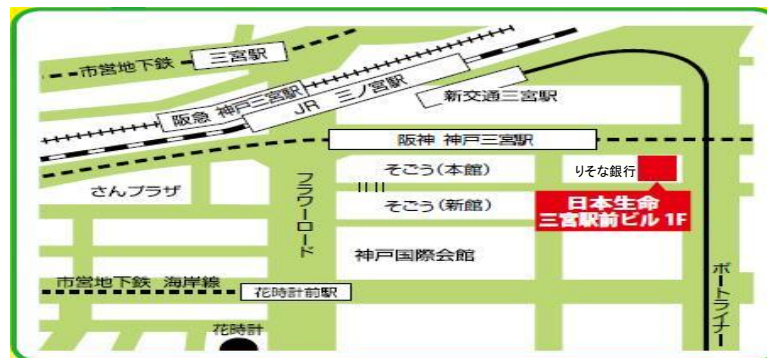 市営地下鉄
三宮駅
阪急 神戸三宮駅
JR 三ノ宮駅
新交通三宮駅
阪神 神戸三宮駅
さんプラザ
フラワーロード
そごう(本館)
りそな銀行
そごう(新館)
日本生命
三宮駅前ビル 1F
神戸国際会館
市営地下鉄 海岸線
花時計前駅
花時計
ポートライナー